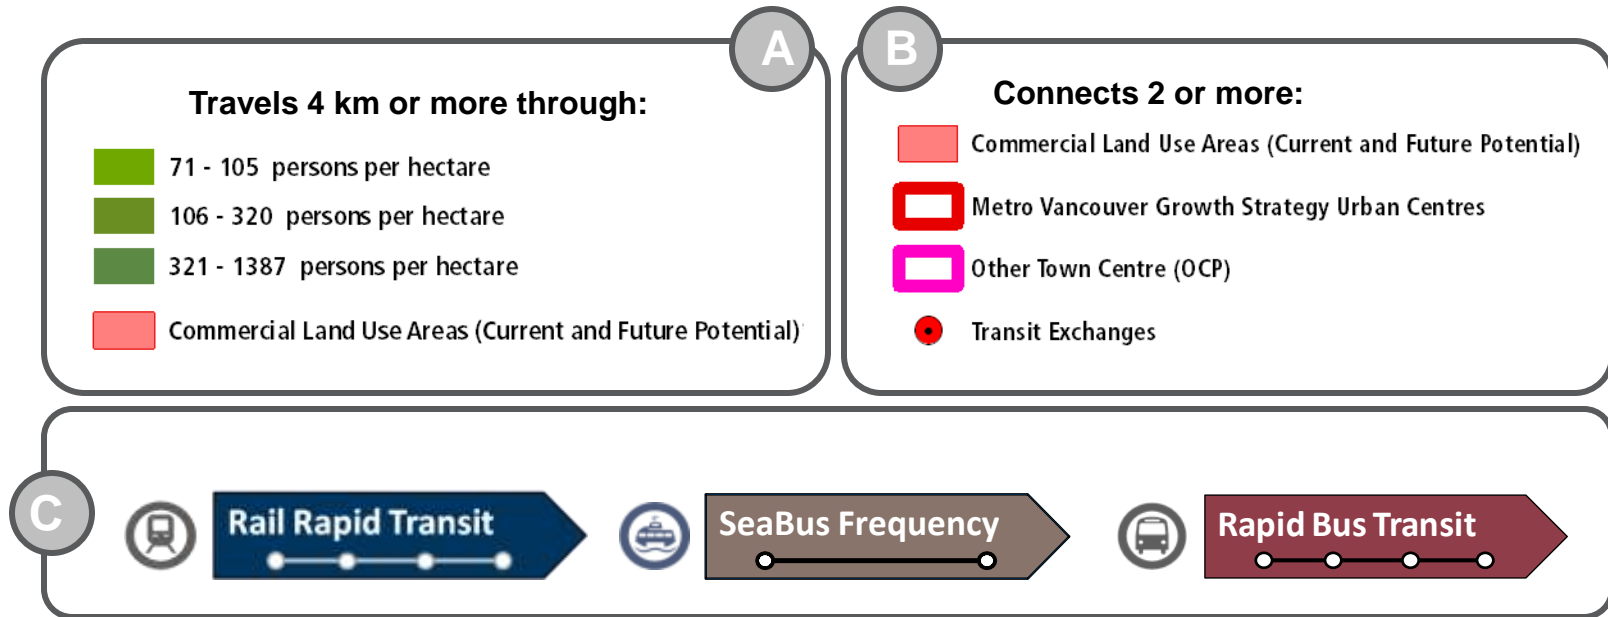 A
Travels 4 km or more through:
71 - 105 persons per hectare
106 - 320 persons per hectare
321 - 1387 persons per hectare
Commercial Land Use Areas (Current and Future Potential)
B
Connects 2 or more:
Commercial Land Use Areas (Current and Future Potential)
Metro Vancouver Growth Strategy Urban Centres
Other Town Centre (OCP)
Transit Exchanges
C
Rail Rapid Transit
SeaBus Frequency
Rapid Bus Transit